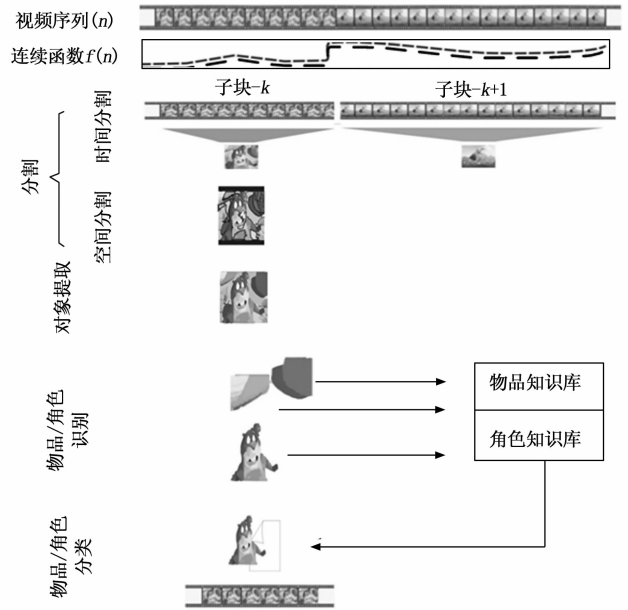 视频序列(n)
连续函数f(n)
子块-k
子块-k+1
分割
时间分割
空间分割
对象提取
物品/角色
识别
物品知识库
角色知识库
物品/角色
分类